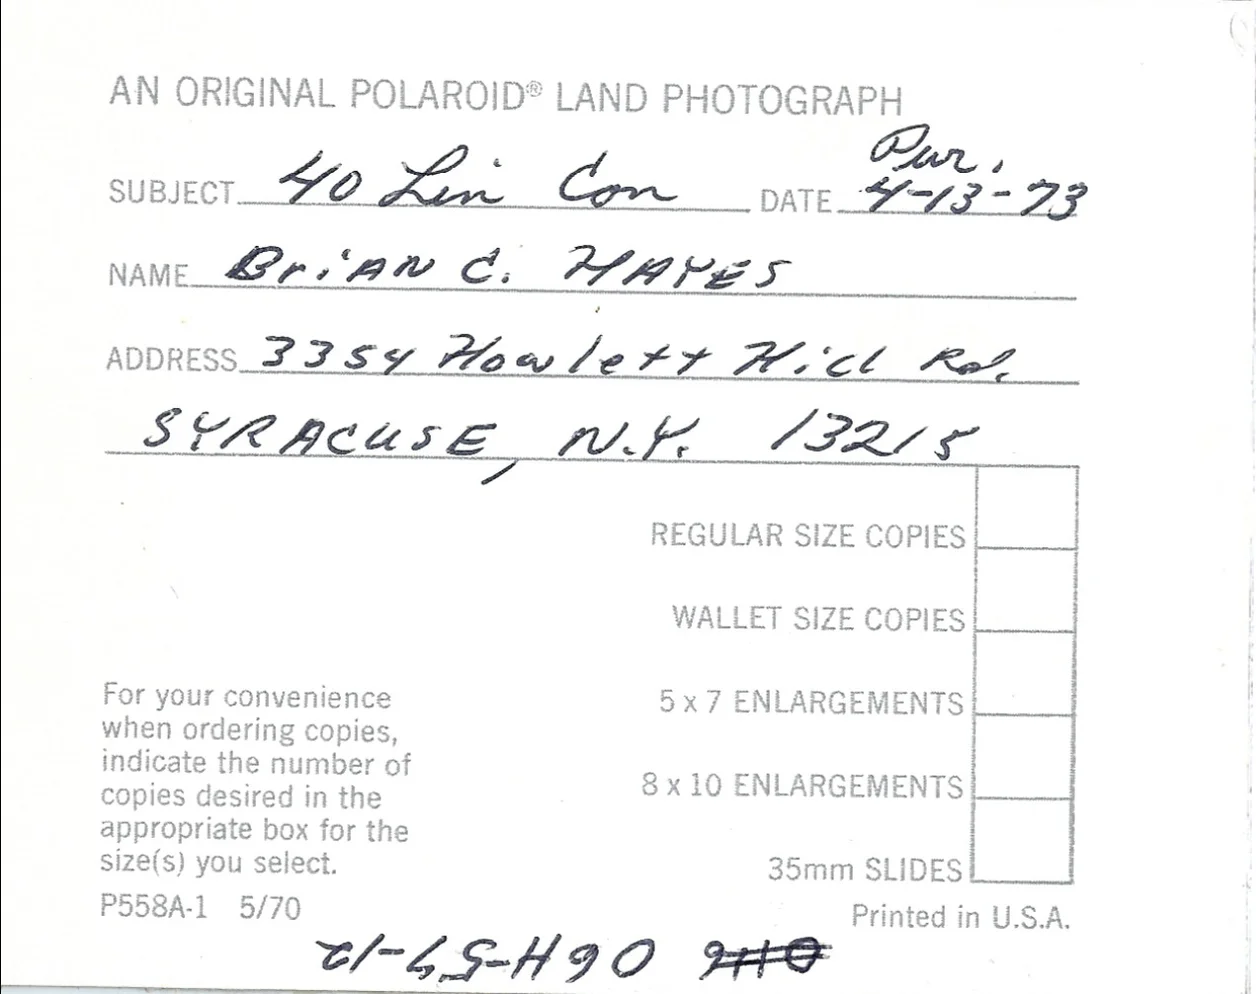 AN ORIGINAL POLAROID® LAND PHOTOGRAPH
Pur.
SUBJECT 40 Lin Con DATE 4-13-73
NAME BriAN C. HAYES
ADDRESS 3354 Howlett Hill Rd.
SYRACUSE, N.Y. 13215
REGULAR SIZE COPIES
WALLET SIZE COPIES
5 x 7 ENLARGEMENTS
8 x 10 ENLARGEMENTS
35mm SLIDES
For your convenience
when ordering copies,
indicate the number of
copies desired in the
appropriate box for the
size(s) you select.
P558A-1 5/70
Printed in U.S.A.
06H-57-12